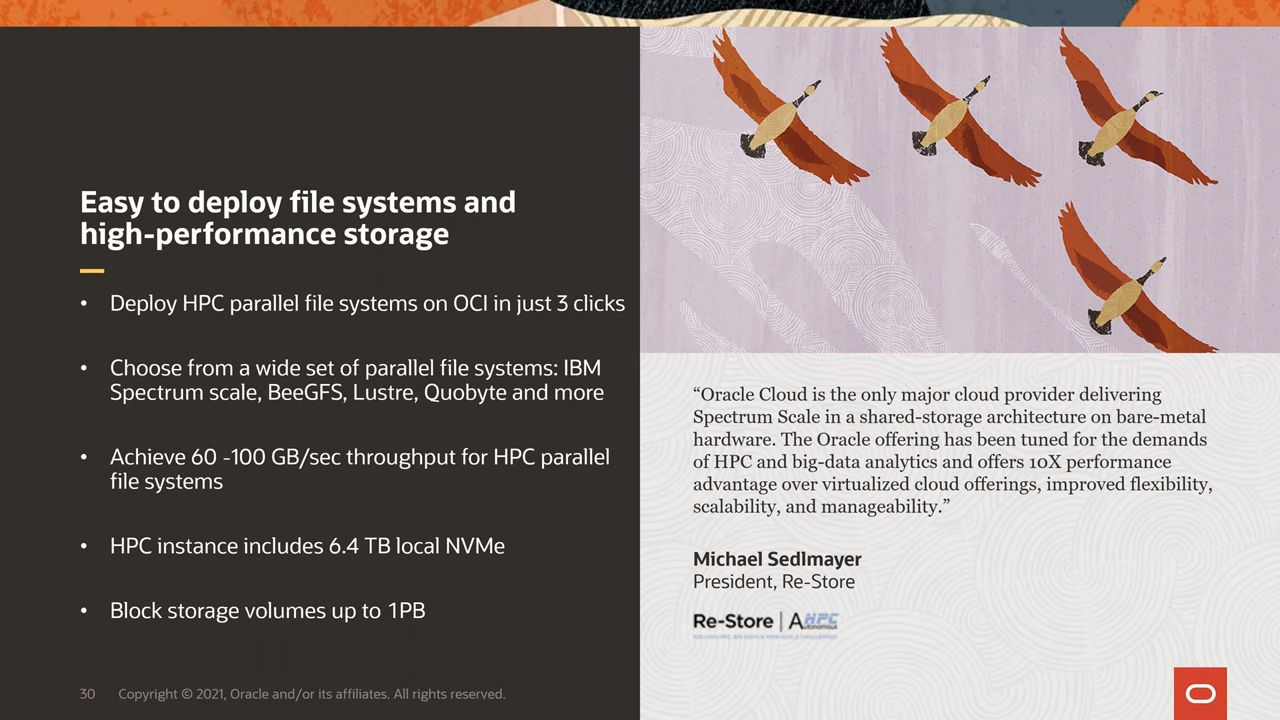 Easy to deploy file systems and
high-performance storage
• Deploy HPC parallel file systems on OCI in just 3 clicks
• Choose from a wide set of parallel file systems: IBM
Spectrum scale, BeeGFS, Lustre, Quobyte and more
• Achieve 60 -100 GB/sec throughput for HPC parallel
file systems
• HPC instance includes 6.4 TB local NVMe
• Block storage volumes up to 1PB
30 Copyright © 2021, Oracle and/or its affiliates. All rights reserved.
“Oracle Cloud is the only major cloud provider delivering
Spectrum Scale in a shared-storage architecture on bare-metal
hardware. The Oracle offering has been tuned for the demands
of HPC and big-data analytics and offers 10X performance
advantage over virtualized cloud offerings, improved flexibility,
scalability, and manageability.”
Michael Sedlmayer
President, Re-Store
Re-Store | Autonomous HPC